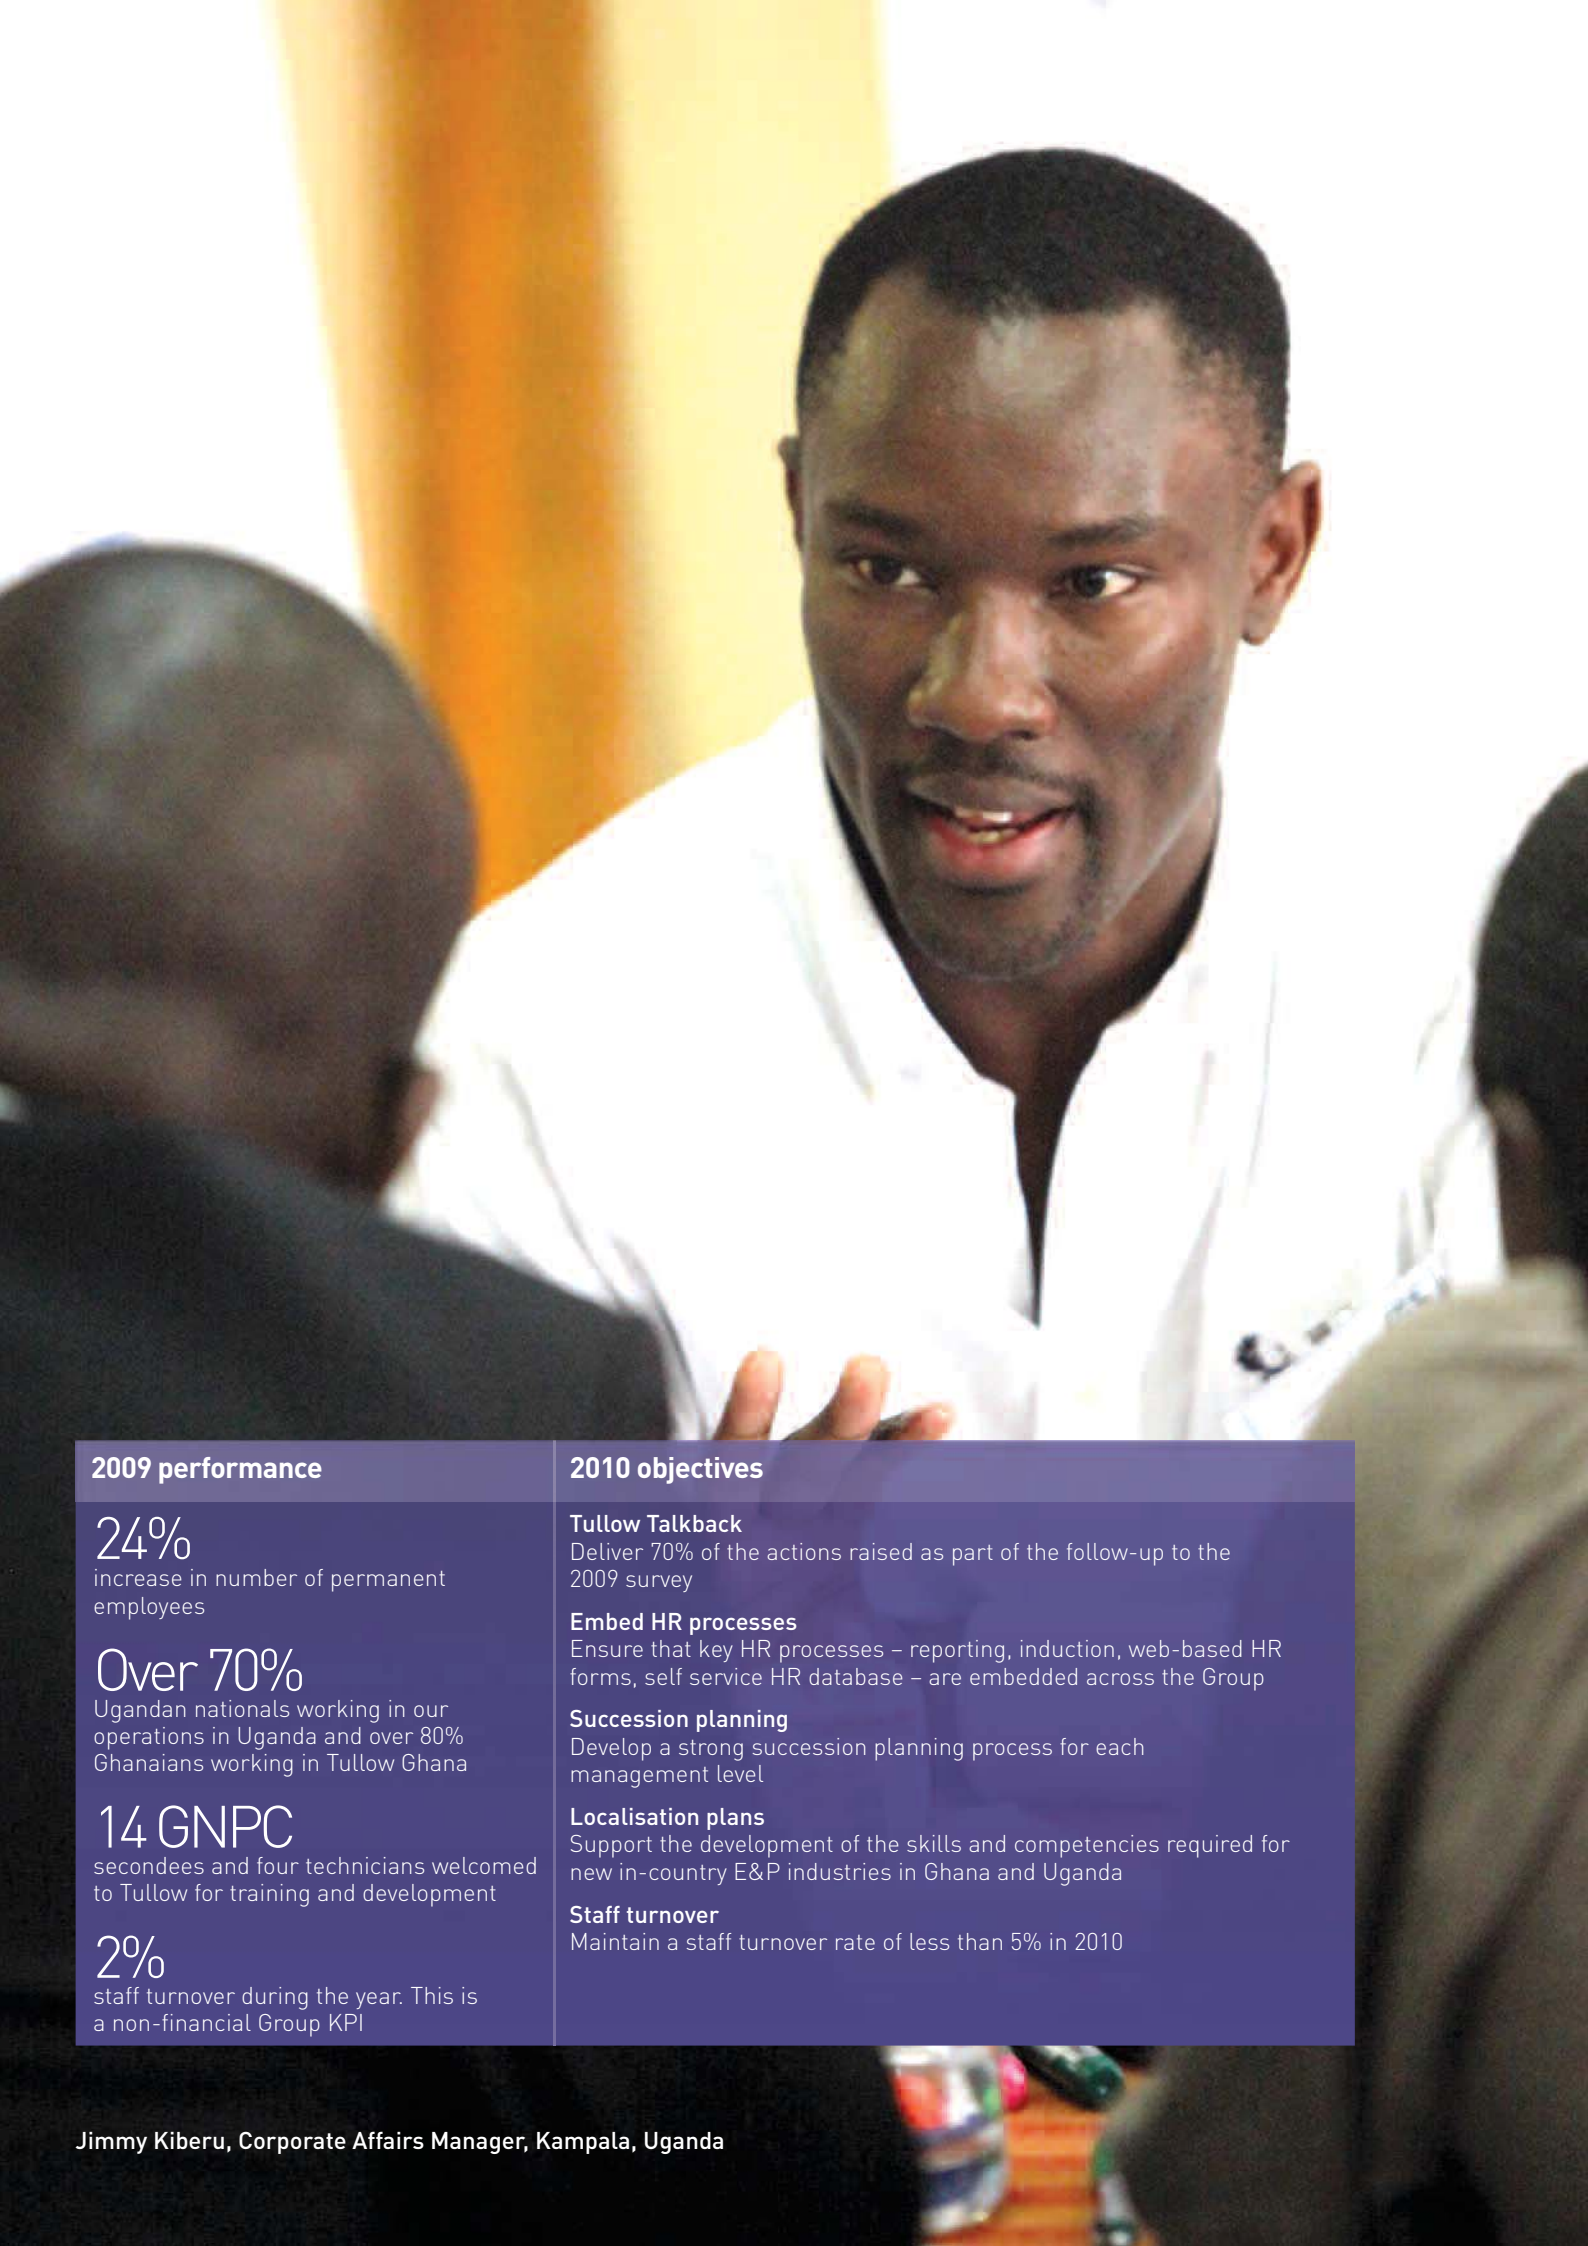 2009 performance
24%
increase in number of permanent
employees
Over 70%
Ugandan nationals working in our
operations in Uganda and over 80%
Ghanaians working in Tullow Ghana
14 GNPC
secondees and four technicians welcomed
to Tullow for training and development
2%
staff turnover during the year. This is
a non-financial Group KPI
2010 objectives
Tullow Talkback
Deliver 70% of the actions raised as part of the follow-up to the
2009 survey
Embed HR processes
Ensure that key HR processes – reporting, induction, web-based HR
forms, self service HR database – are embedded across the Group
Succession planning
Develop a strong succession planning process for each
management level
Localisation plans
Support the development of the skills and competencies required for
new in-country E&P industries in Ghana and Uganda
Staff turnover
Maintain a staff turnover rate of less than 5% in 2010
Jimmy Kiberu, Corporate Affairs Manager, Kampala, Uganda